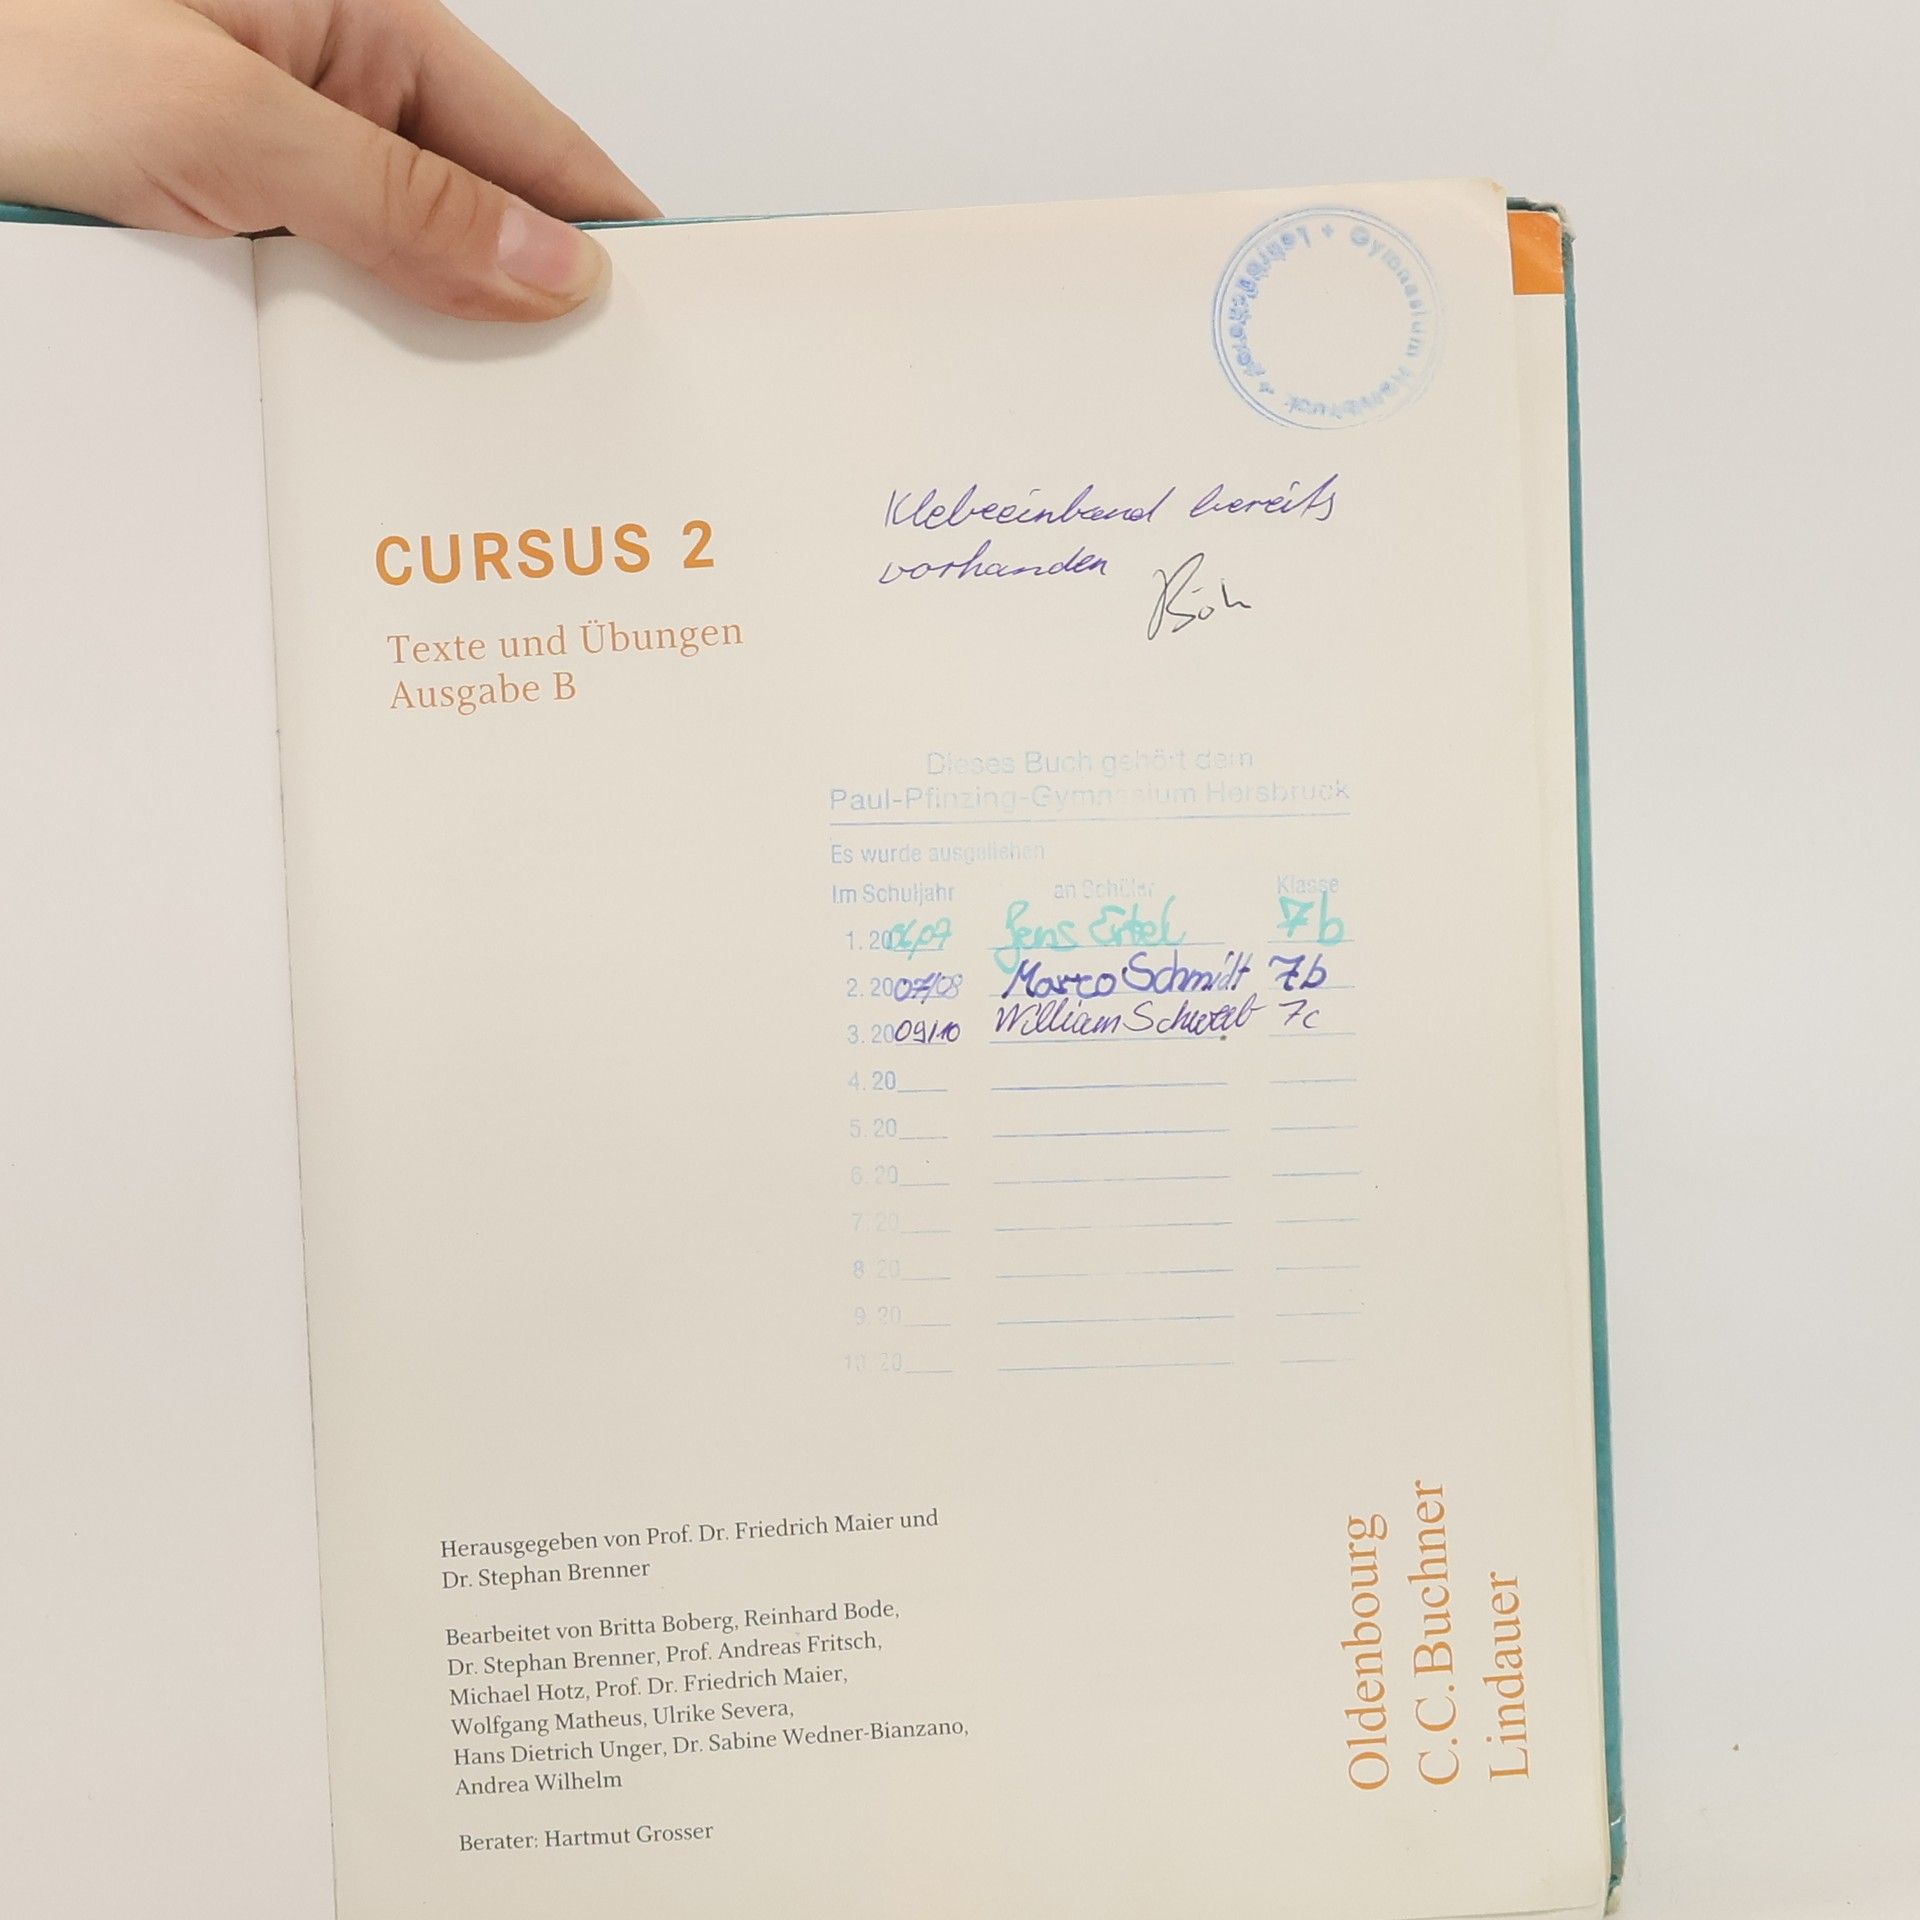 Gymnasium Hersbruck + Lehrbücherei +
Klebeeinband bereits
vorhanden
CURSUS 2
Texte und Übungen
Ausgabe B
Dieses Buch gehört dem
Paul-Pfinzing-Gymnasium Hersbruck
Es wurde ausgeliehen
Im Schuljahr an Schüler Klasse
1. 2006/07 Jens Ertel 7b
2. 2007/08 Marco Schmidt 7b
3. 2009/10 William Schwab 7c
4. 20
5. 20
6. 20
7. 20
8. 20
9. 20
10. 20
Herausgegeben von Prof. Dr. Friedrich Maier und
Dr. Stephan Brenner
Bearbeitet von Britta Boberg, Reinhard Bode,
Dr. Stephan Brenner, Prof. Andreas Fritsch,
Michael Hotz, Prof. Dr. Friedrich Maier,
Wolfgang Matheus, Ulrike Severa,
Hans Dietrich Unger, Dr. Sabine Wedner-Bianzano,
Andrea Wilhelm
Berater: Hartmut Grosser
Oldenbourg
C.C.Buchner
Lindauer